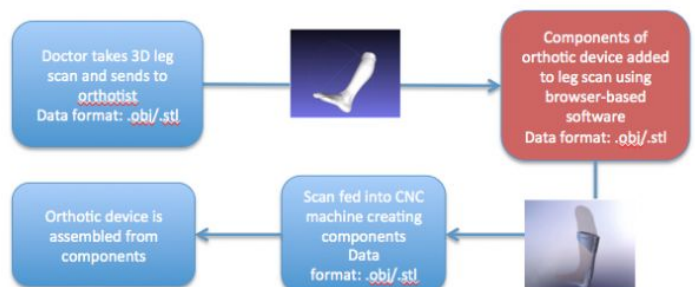 Doctor takes 3D leg
scan and sends to
orthotist
Data format: .obj/.stl
Components of
orthotic device added
to leg scan using
browser-based
software
Data format: .obj/.stl
Scan fed into CNC
machine creating
components
Data
format: .obj/.stl
Orthotic device is
assembled from
components